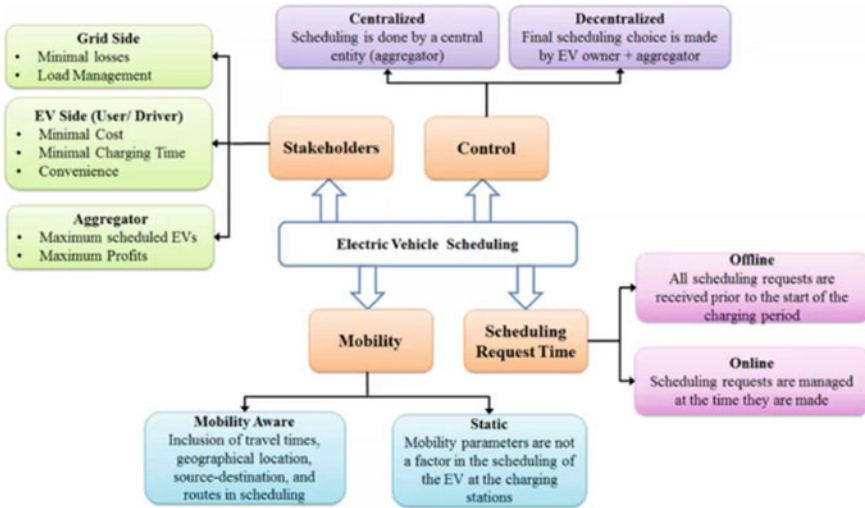 Centralized
Scheduling is done by a central
entity (aggregator)
Decentralized
Final scheduling choice is made
by EV owner + aggregator
Grid Side
• Minimal losses
• Load Management
EV Side (User/ Driver)
• Minimal Cost
• Minimal Charging Time
• Convenience
Aggregator
• Maximum scheduled EVs
• Maximum Profits
Stakeholders
Control
Electric Vehicle Scheduling
Mobility
Scheduling
Request Time
Offline
All scheduling requests are
received prior to the start of the
charging period
Online
Scheduling requests are managed
at the time they are made
Mobility Aware
Inclusion of travel times,
geographical location,
source-destination, and
routes in scheduling
Static
Mobility parameters are not
a factor in the scheduling of
the EV at the charging
stations